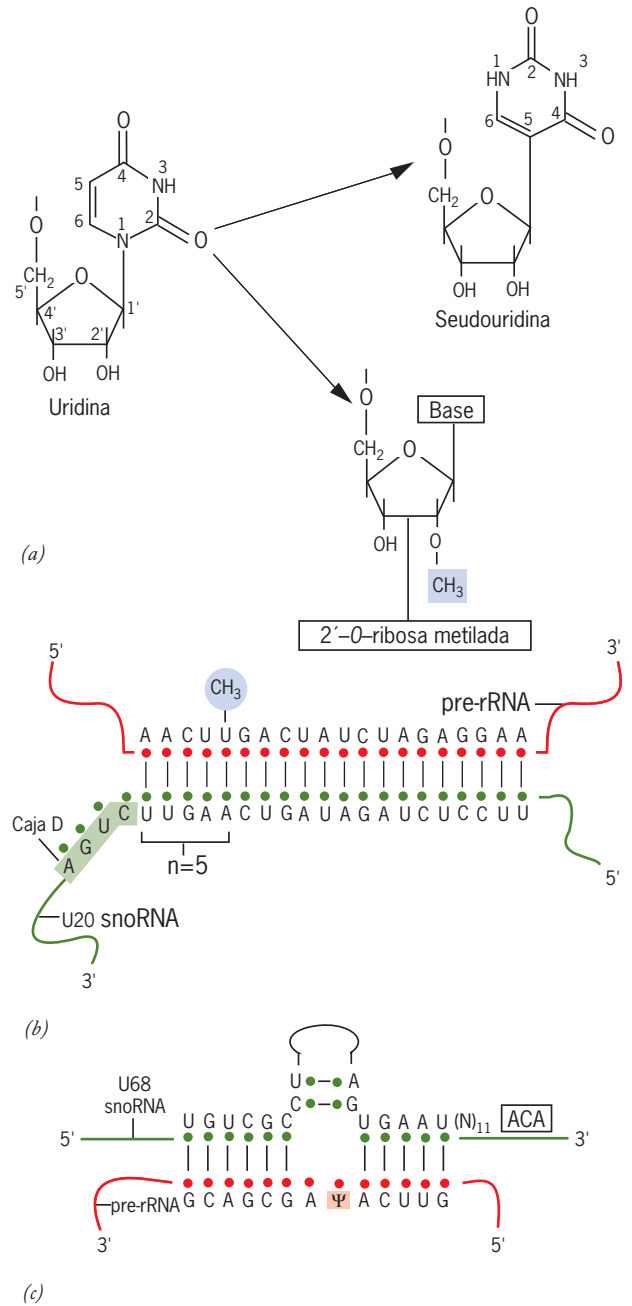 O
1
2
3
HN
NH
6
5
4
O
O
O
CH2
OH
OH
Seudouridina
O
4
3
5
NH
6
1
2
N
O
O
CH2
5'
O
4'
1'
3'
2'
OH
OH
Uridina
O
Base
CH2
O
OH
O
CH3
2´–O–ribosa metilada
(a)
5'
3'
CH3
pre-rRNA
A A C U U G A C U A U C U A G A G G A A
Caja D
A G U C U U G A A C U G A U A G A U C U C C U U
n=5
5'
U20 snoRNA
3'
(b)
U A
C G
U68
snoRNA
U G U C G C
U G A A U (N)11 ACA
5'
3'
pre-rRNA
G C A G C G A Ψ A C U U G
3'
5'
(c)